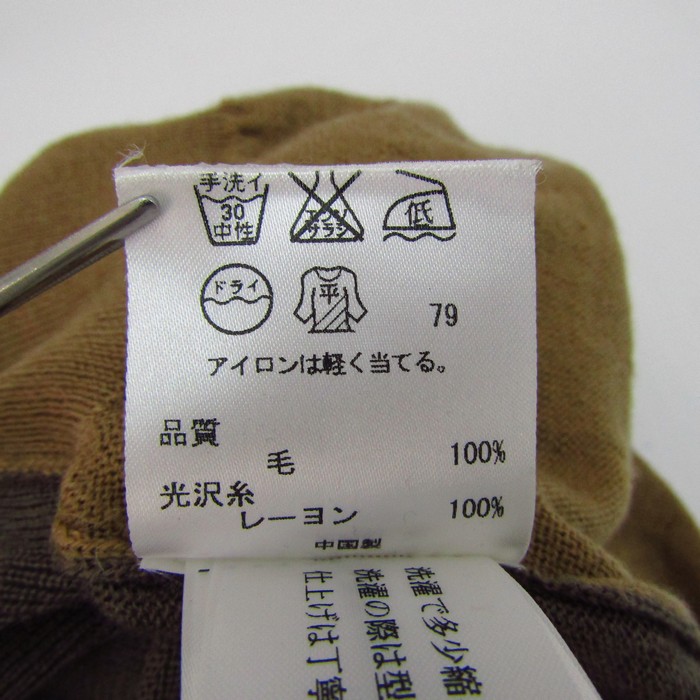 手洗イ
30
中性
エンソ
サラシ
低
ドライ
平
79
アイロンは軽く当てる。
品質
毛 100%
光沢糸
レーヨン 100%
中国製
洗濯で多少縮
洗濯の際は型
仕上げは丁寧